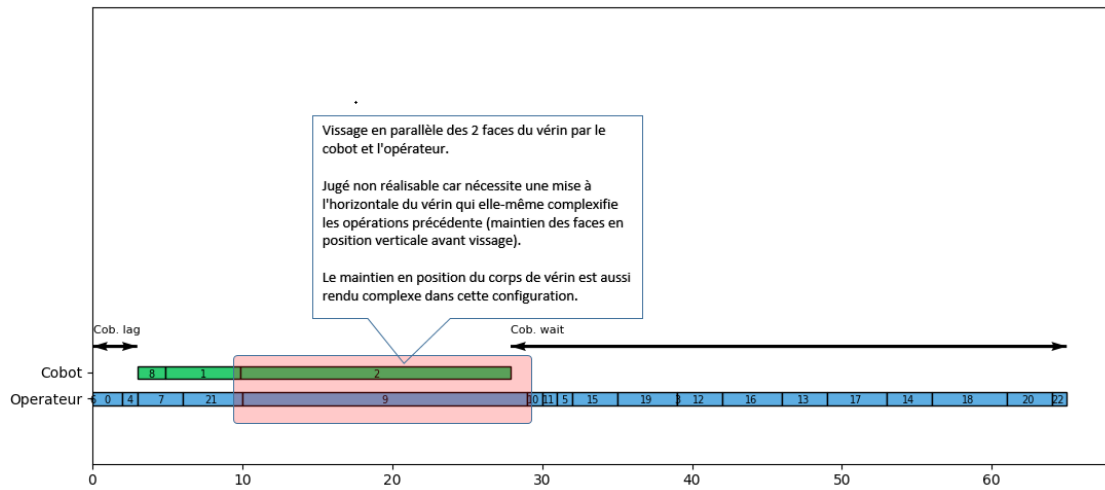 Vissage en parallèle des 2 faces du vérin par le
cobot et l'opérateur.
Jugé non réalisable car nécessite une mise à
l'horizontale du vérin qui elle-même complexifie
les opérations précédente (maintien des faces en
position verticale avant vissage).
Le maintien en position du corps de vérin est aussi
rendu complexe dans cette configuration.
Cob. lag
Cob. wait
Cobot
8 1 2
Operateur
6 0 4 7 21 9 10 11 5 15 19 3 12 16 13 17 14 18 20 22
0 10 20 30 40 50 60